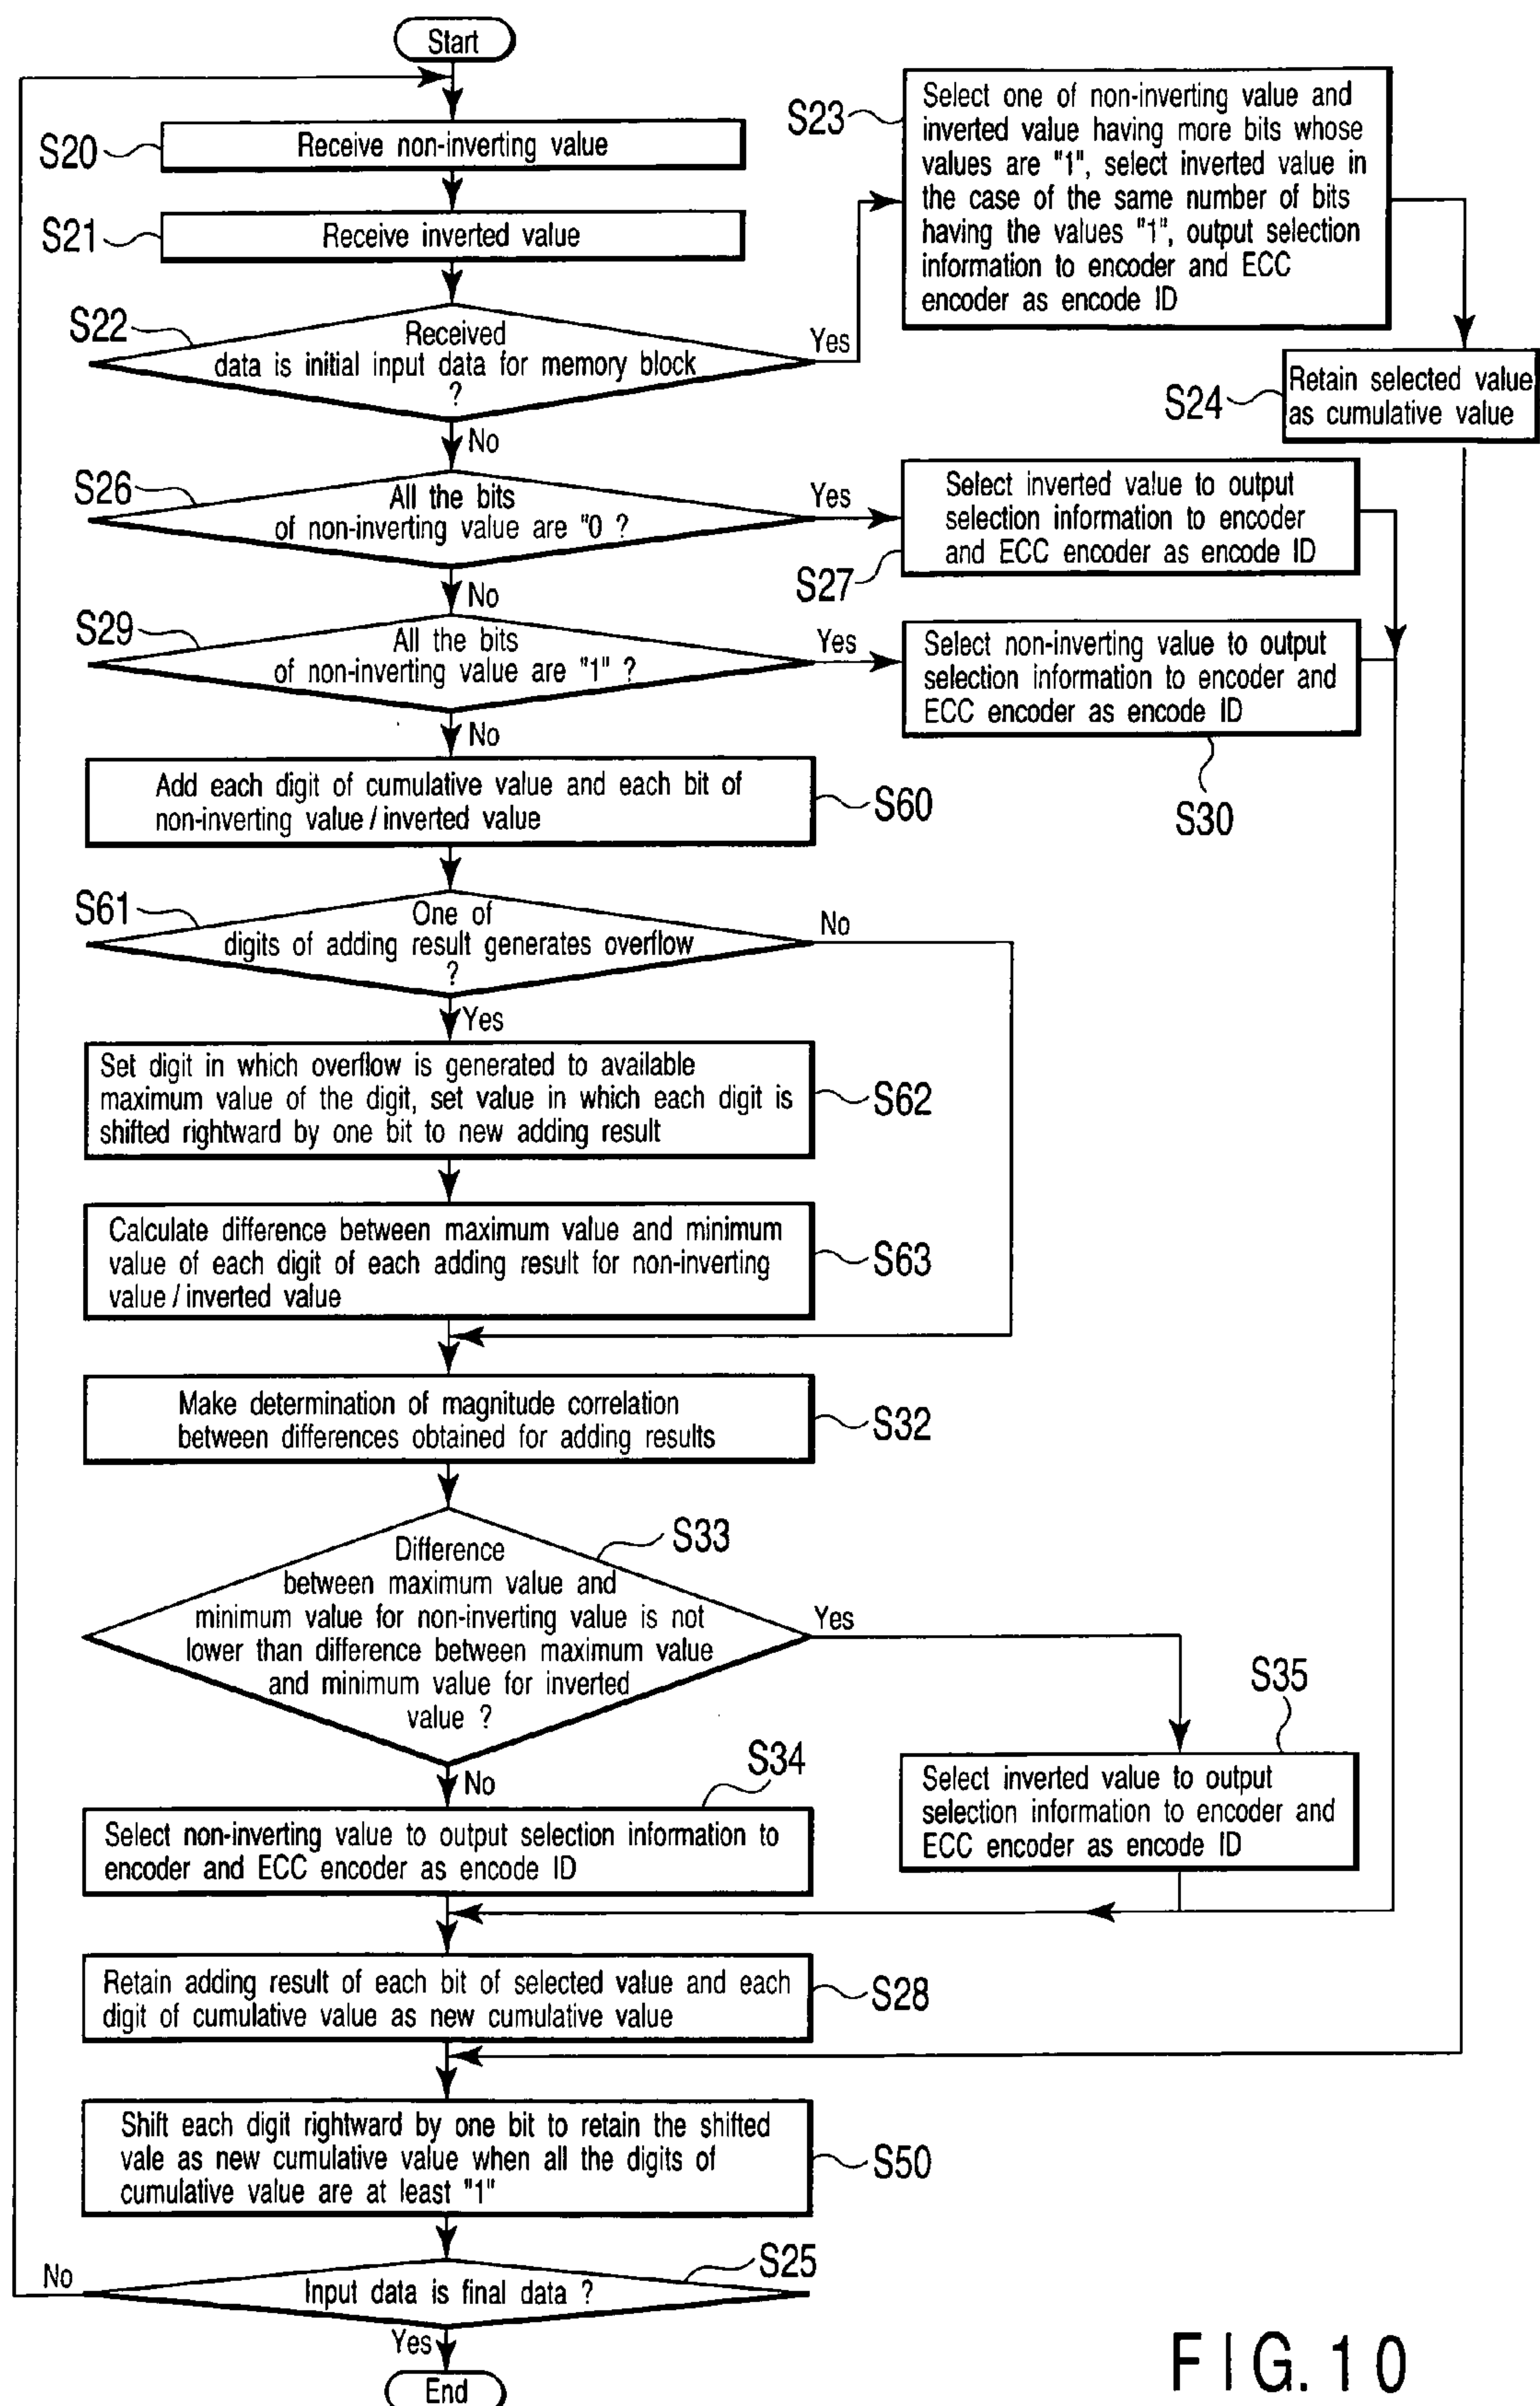 Start
S20
Receive non-inverting value
S21
Receive inverted value
S22
Received
data is initial input data for memory block
?
Yes
No
S23
Select one of non-inverting value and
inverted value having more bits whose
values are "1", select inverted value in
the case of the same number of bits
having the values "1", output selection
information to encoder and ECC
encoder as encode ID
S24
Retain selected value
as cumulative value
S26
All the bits
of non-inverting value are "0 ?
Yes
No
S27
Select inverted value to output
selection information to encoder
and ECC encoder as encode ID
S29
All the bits
of non-inverting value are "1" ?
Yes
No
Select non-inverting value to output
selection information to encoder and
ECC encoder as encode ID
S30
Add each digit of cumulative value and each bit of
non-inverting value / inverted value
S60
S61
One of
digits of adding result generates overflow
?
No
Yes
Set digit in which overflow is generated to available
maximum value of the digit, set value in which each digit is
shifted rightward by one bit to new adding result
S62
Calculate difference between maximum value and minimum
value of each digit of each adding result for non-inverting
value / inverted value
S63
Make determination of magnitude correlation
between differences obtained for adding results
S32
S33
Difference
between maximum value and
minimum value for non-inverting value is not
lower than difference between maximum value
and minimum value for inverted
value ?
Yes
No
S35
Select inverted value to output
selection information to encoder and
ECC encoder as encode ID
S34
Select non-inverting value to output selection information to
encoder and ECC encoder as encode ID
Retain adding result of each bit of selected value and each
digit of cumulative value as new cumulative value
S28
Shift each digit rightward by one bit to retain the shifted
vale as new cumulative value when all the digits of
cumulative value are at least "1"
S50
S25
No
Input data is final data ?
Yes
End
FIG. 10